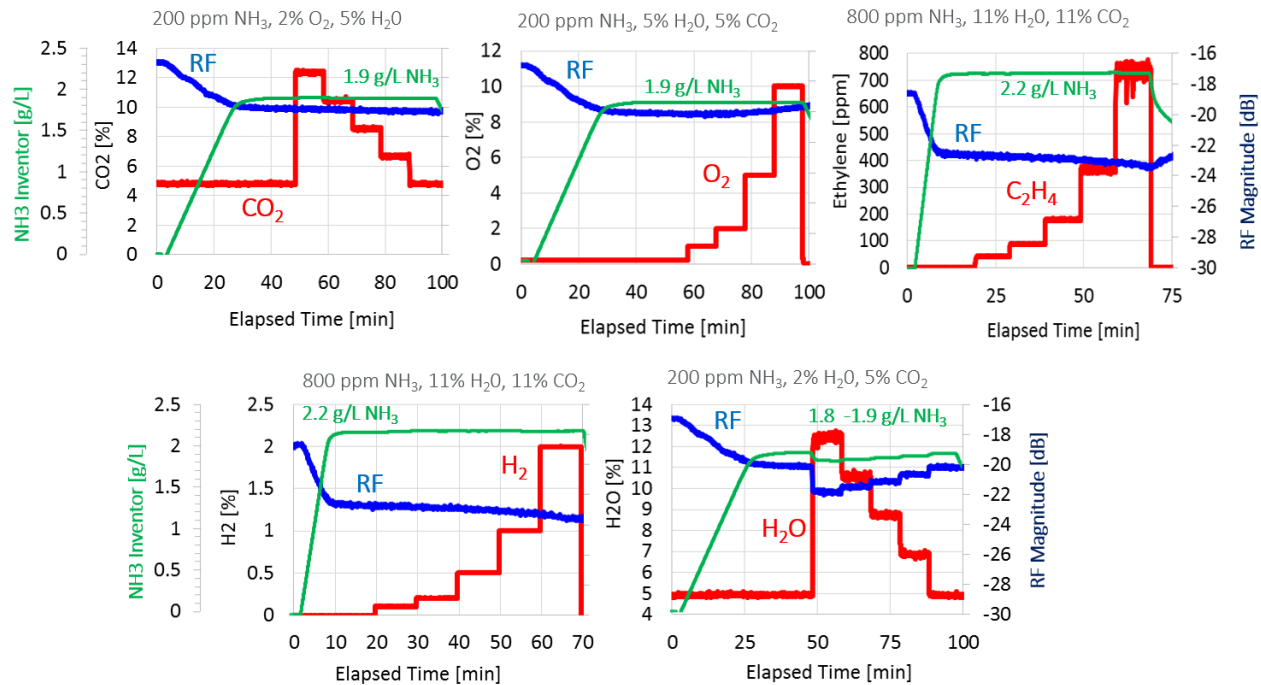 200 ppm NH3, 2% O2, 5% H20
NH3 Inventor [g/L]
2.5
2
1.5
1
0.5
0
CO2 [%]
14
12
10
8
6
4
2
0
RF
1.9 g/L NH3
CO2
0 20 40 60 80 100
Elapsed Time [min]
200 ppm NH3, 5% H20, 5% CO2
O2 [%]
12
10
8
6
4
2
0
RF
1.9 g/L NH3
O2
0 20 40 60 80 100
Elapsed Time [min]
800 ppm NH3, 11% H20, 11% CO2
Ethylene [ppm]
800
700
600
500
400
300
200
100
0
2.2 g/L NH3
RF
C2H4
0 25 50 75
Elapsed Time [min]
-16
-18
-20
-22
-24
-26
-28
-30
RF Magnitude [dB]
800 ppm NH3, 11% H20, 11% CO2
NH3 Inventor [g/L]
2.5
2
1.5
1
0.5
0
H2 [%]
2.5
2
1.5
1
0.5
0
2.2 g/L NH3
RF
H2
0 10 20 30 40 50 60 70
Elapsed Time [min]
200 ppm NH3, 2% H20, 5% CO2
H2O [%]
14
13
12
11
10
9
8
7
6
5
4
RF
1.8 -1.9 g/L NH3
H2O
0 25 50 75 100
Elapsed Time [min]
-16
-18
-20
-22
-24
-26
-28
-30
RF Magnitude [dB]